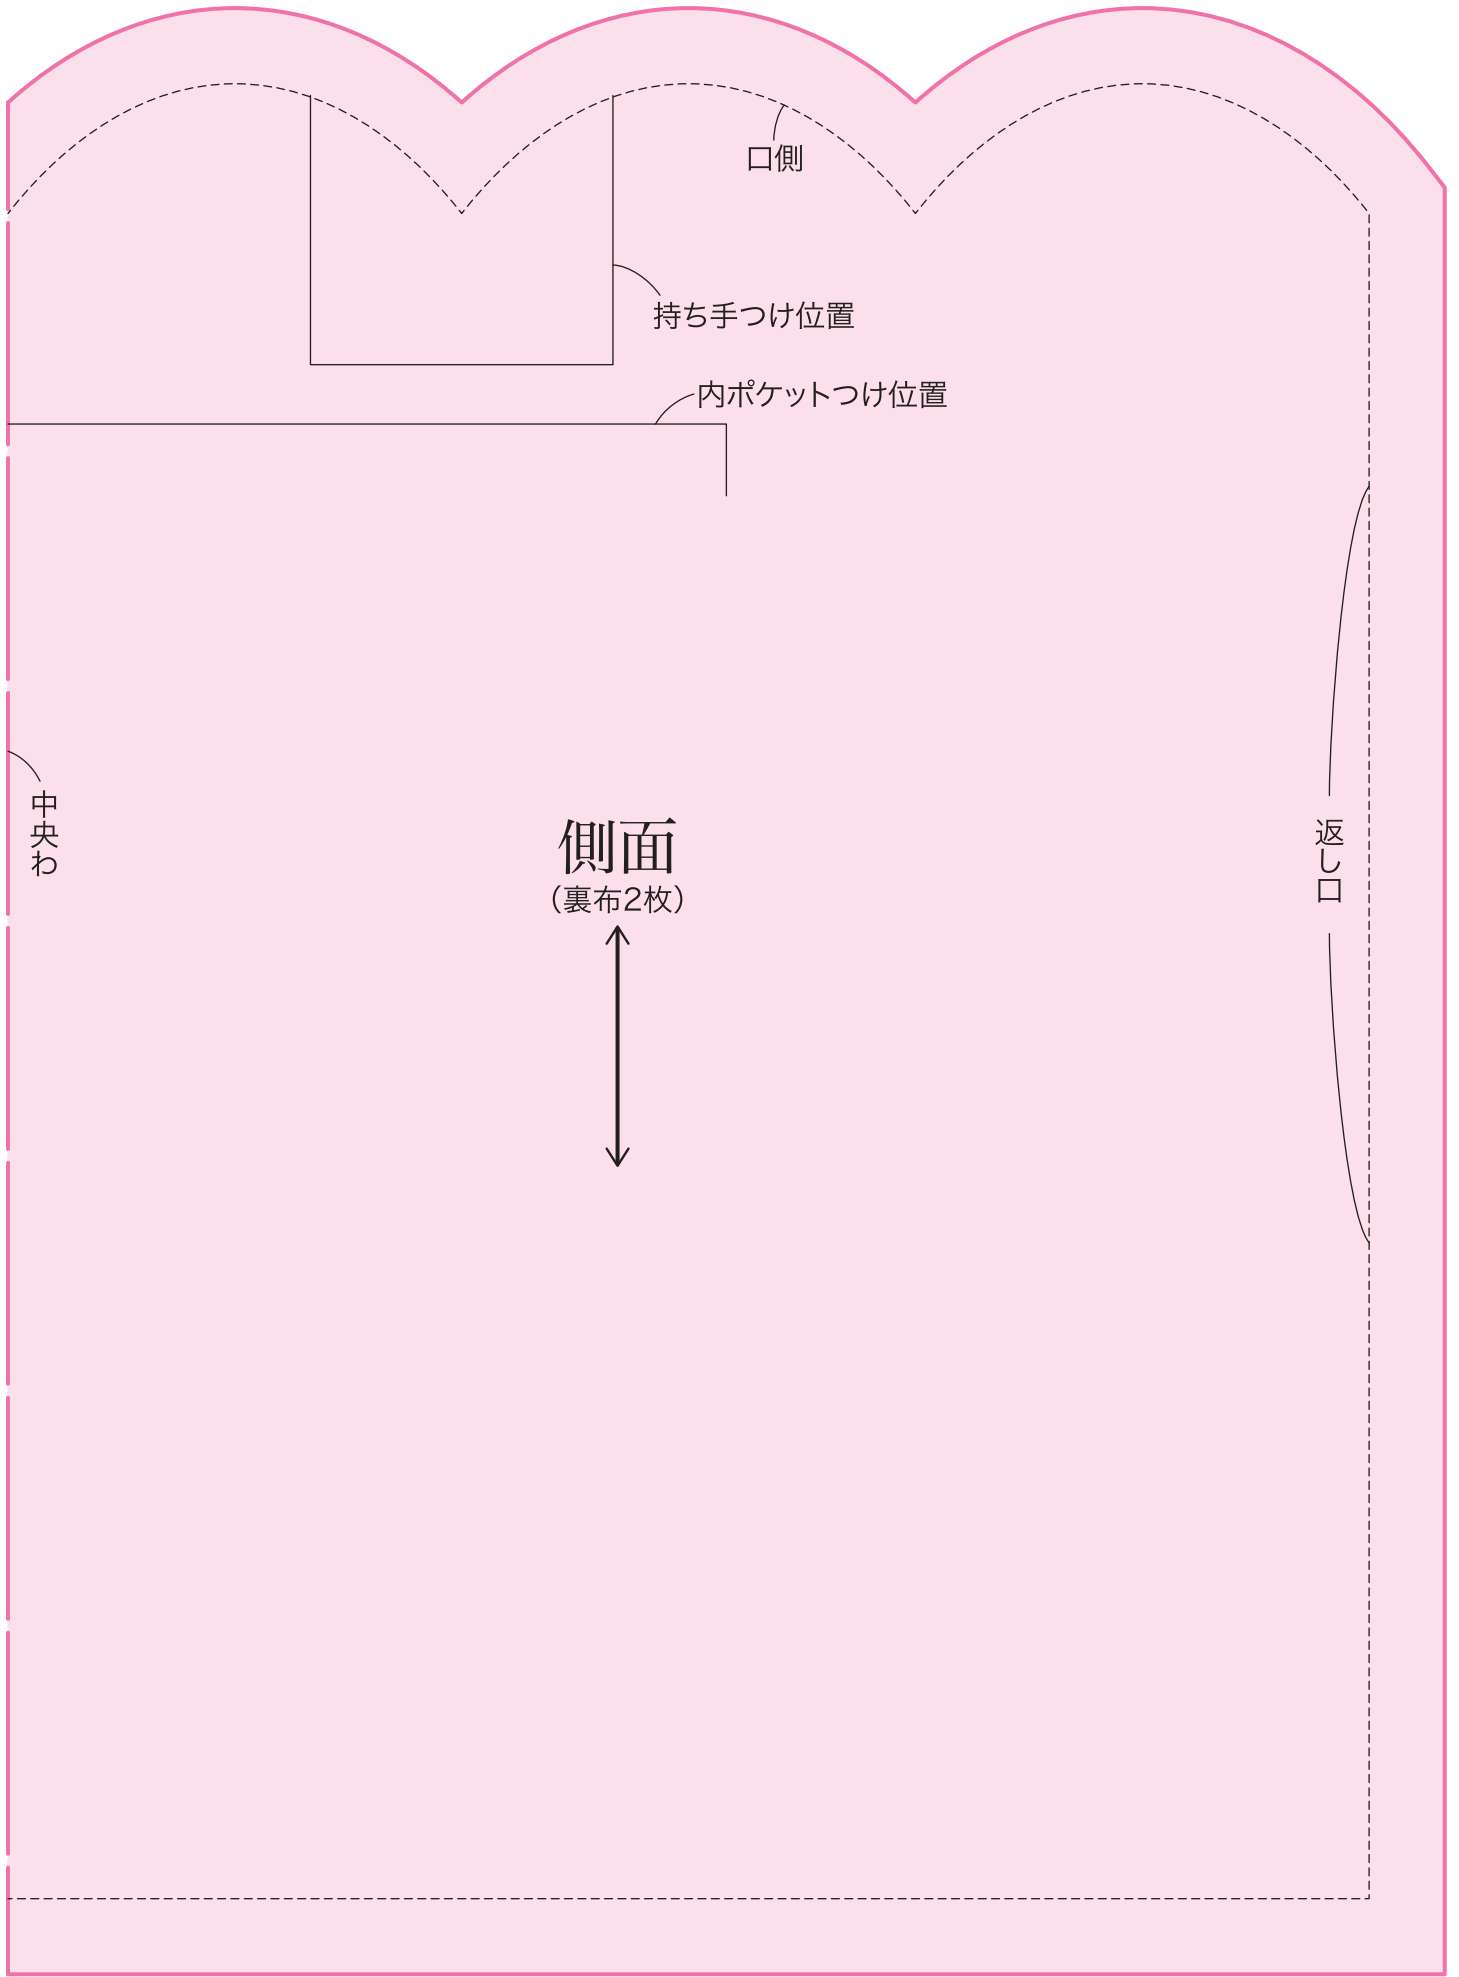 口側
持ち手つけ位置
内ポケットつけ位置
中央わ
側面
（裏布2枚）
返し口